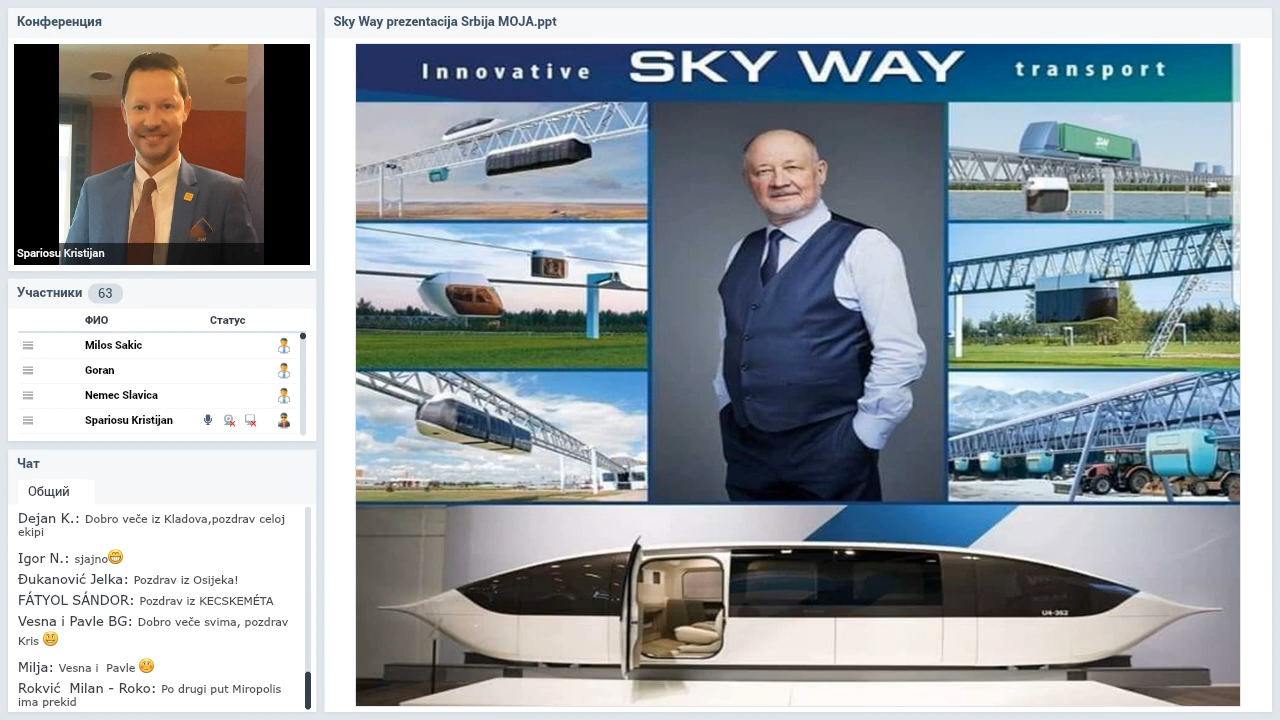 Конференция
Spariosu Kristijan
Участники 63
ФИО Статус
Milos Sakic
Goran
Nemec Slavica
Spariosu Kristijan
Чат
Общий
Dejan K.: Dobro veče iz Kladova,pozdrav celoj
ekipi
Igor N.: sjajno
Đukanović Jelka: Pozdrav iz Osijeka!
FÁTYOL SÁNDOR: Pozdrav iz KECSKEMÉTA
Vesna i Pavle BG: Dobro veče svima, pozdrav
Kris
Milja: Vesna i Pavle
Rokvić Milan - Roko: Po drugi put Miropolis
ima prekid
Sky Way prezentacija Srbija MOJA.ppt
Innovative SKY WAY transport
U4-362